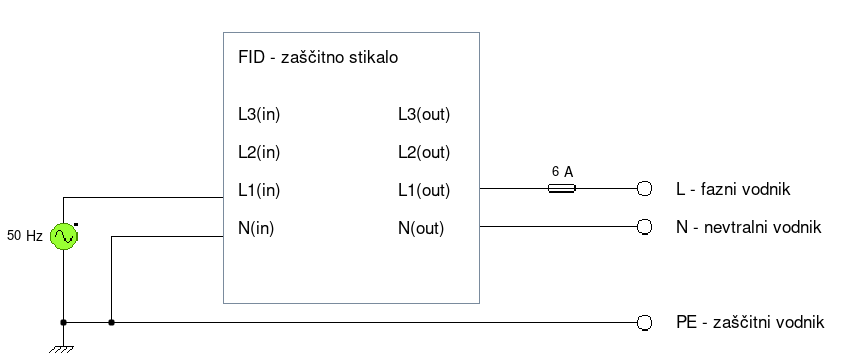 FID - zaščitno stikalo
L3(in) L3(out)
L2(in) L2(out)
6 A
L1(in) L1(out) L - fazni vodnik
N(in) N(out) N - nevtralni vodnik
50 Hz
PE - zaščitni vodnik